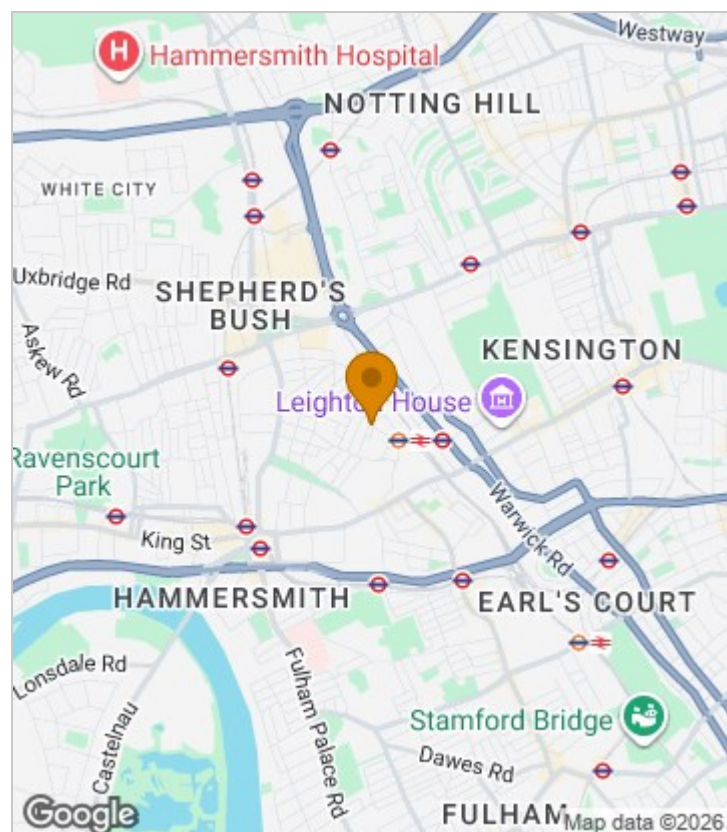 Westway
H
Hammersmith Hospital
NOTTING HILL
WHITE CITY
Uxbridge Rd
SHEPHERD'S
BUSH
Askew Rd
KENSINGTON
Leighton House
Ravenscourt
Park
King St
Warwick Rd
HAMMERSMITH
EARL'S COURT
Lonsdale Rd
Castelnau
Fulham Palace Rd
Stamford Bridge
Dawes Rd
FULHAM
Google
Map data ©2026